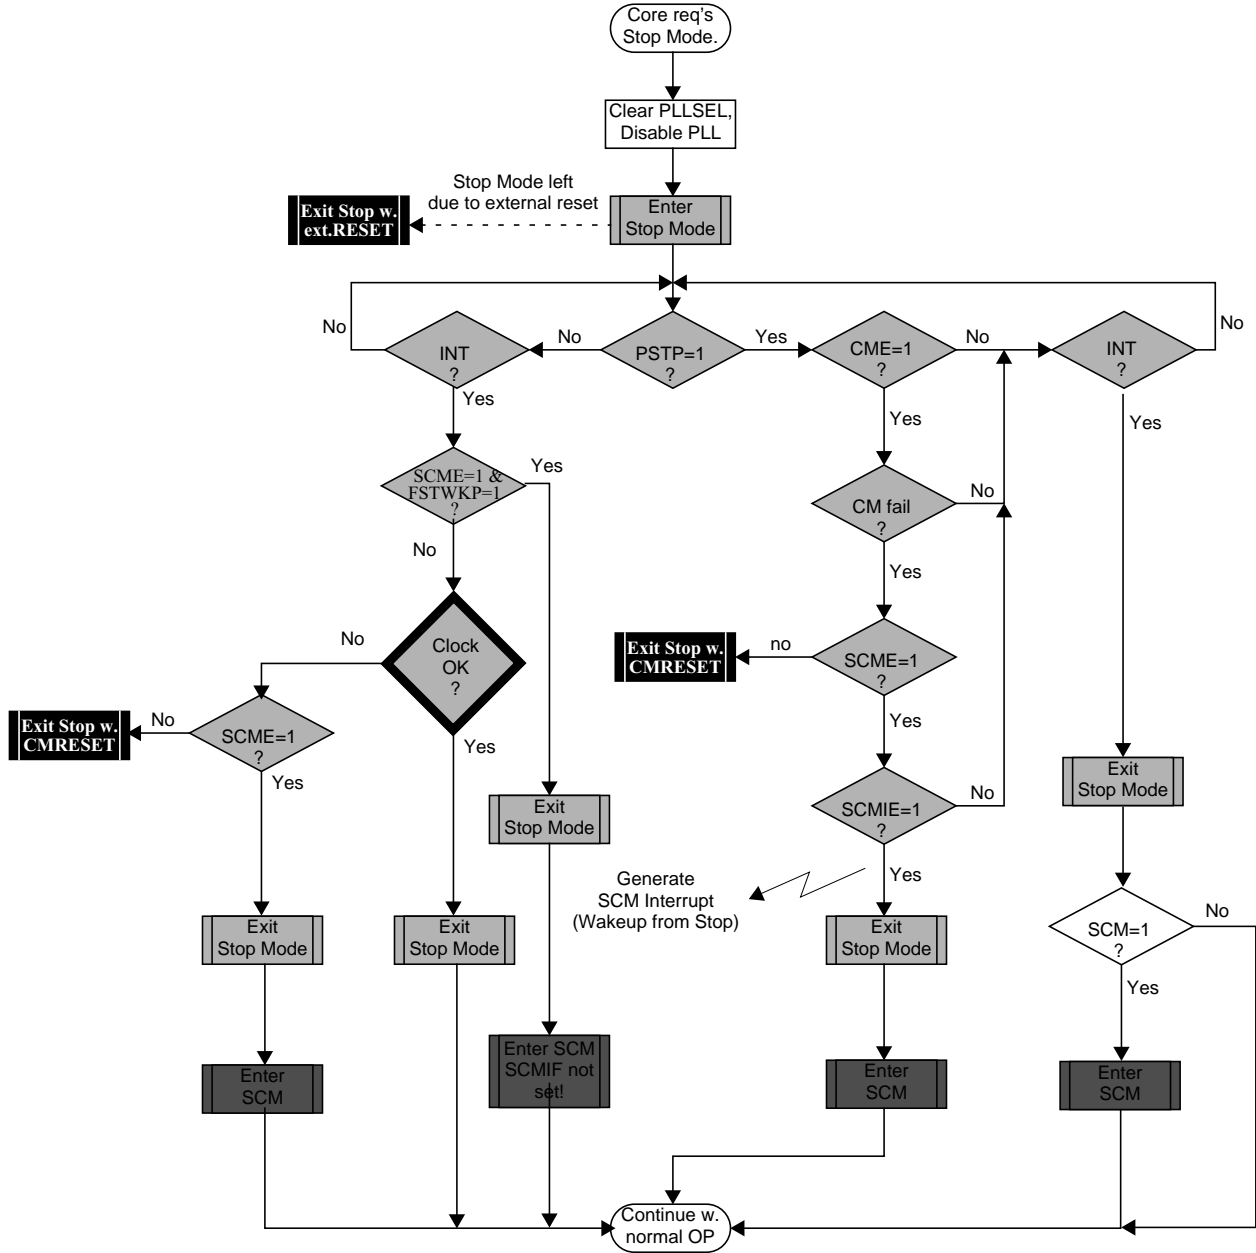 Core req's
Stop Mode.
Clear PLLSEL,
Disable PLL
Stop Mode left
due to external reset
Exit Stop w.
ext.RESET
Enter
Stop Mode
No
INT
?
No
PSTP=1
?
Yes
CME=1
?
No
INT
?
No
Yes
Yes
Yes
SCME=1 &
FSTWKP=1
?
Yes
No
CM fail
?
No
Yes
Clock
OK
?
No
Yes
Exit Stop w.
CMRESET
no
SCME=1
?
Yes
Exit Stop w.
CMRESET
No
SCME=1
?
Yes
Exit
Stop Mode
SCMIE=1
?
No
Yes
Exit
Stop Mode
Generate
SCM Interrupt
(Wakeup from Stop)
Exit
Stop Mode
Exit
Stop Mode
Exit
Stop Mode
SCM=1
?
No
Yes
Enter
SCM
Enter SCM
SCMIF not
set!
Enter
SCM
Enter
SCM
Continue w.
normal OP